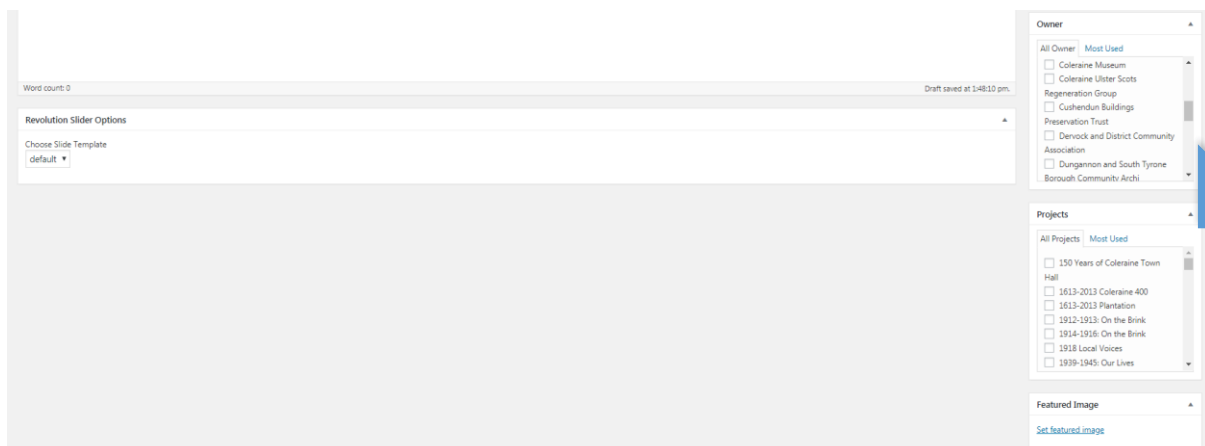 Word count: 0
Draft saved at 1:48:10 pm.
Revolution Slider Options
Choose Slide Template
default
Owner
All Owner
Most Used
Coleraine Museum
Coleraine Ulster Scots
Regeneration Group
Cushendun Buildings
Preservation Trust
Dervock and District Community
Association
Dungannon and South Tyrone
Borough Community Archi
Projects
All Projects
Most Used
150 Years of Coleraine Town
Hall
1613-2013 Coleraine 400
1613-2013 Plantation
1912-1913: On the Brink
1914-1916: On the Brink
1918 Local Voices
1939-1945: Our Lives
Featured Image
Set featured image